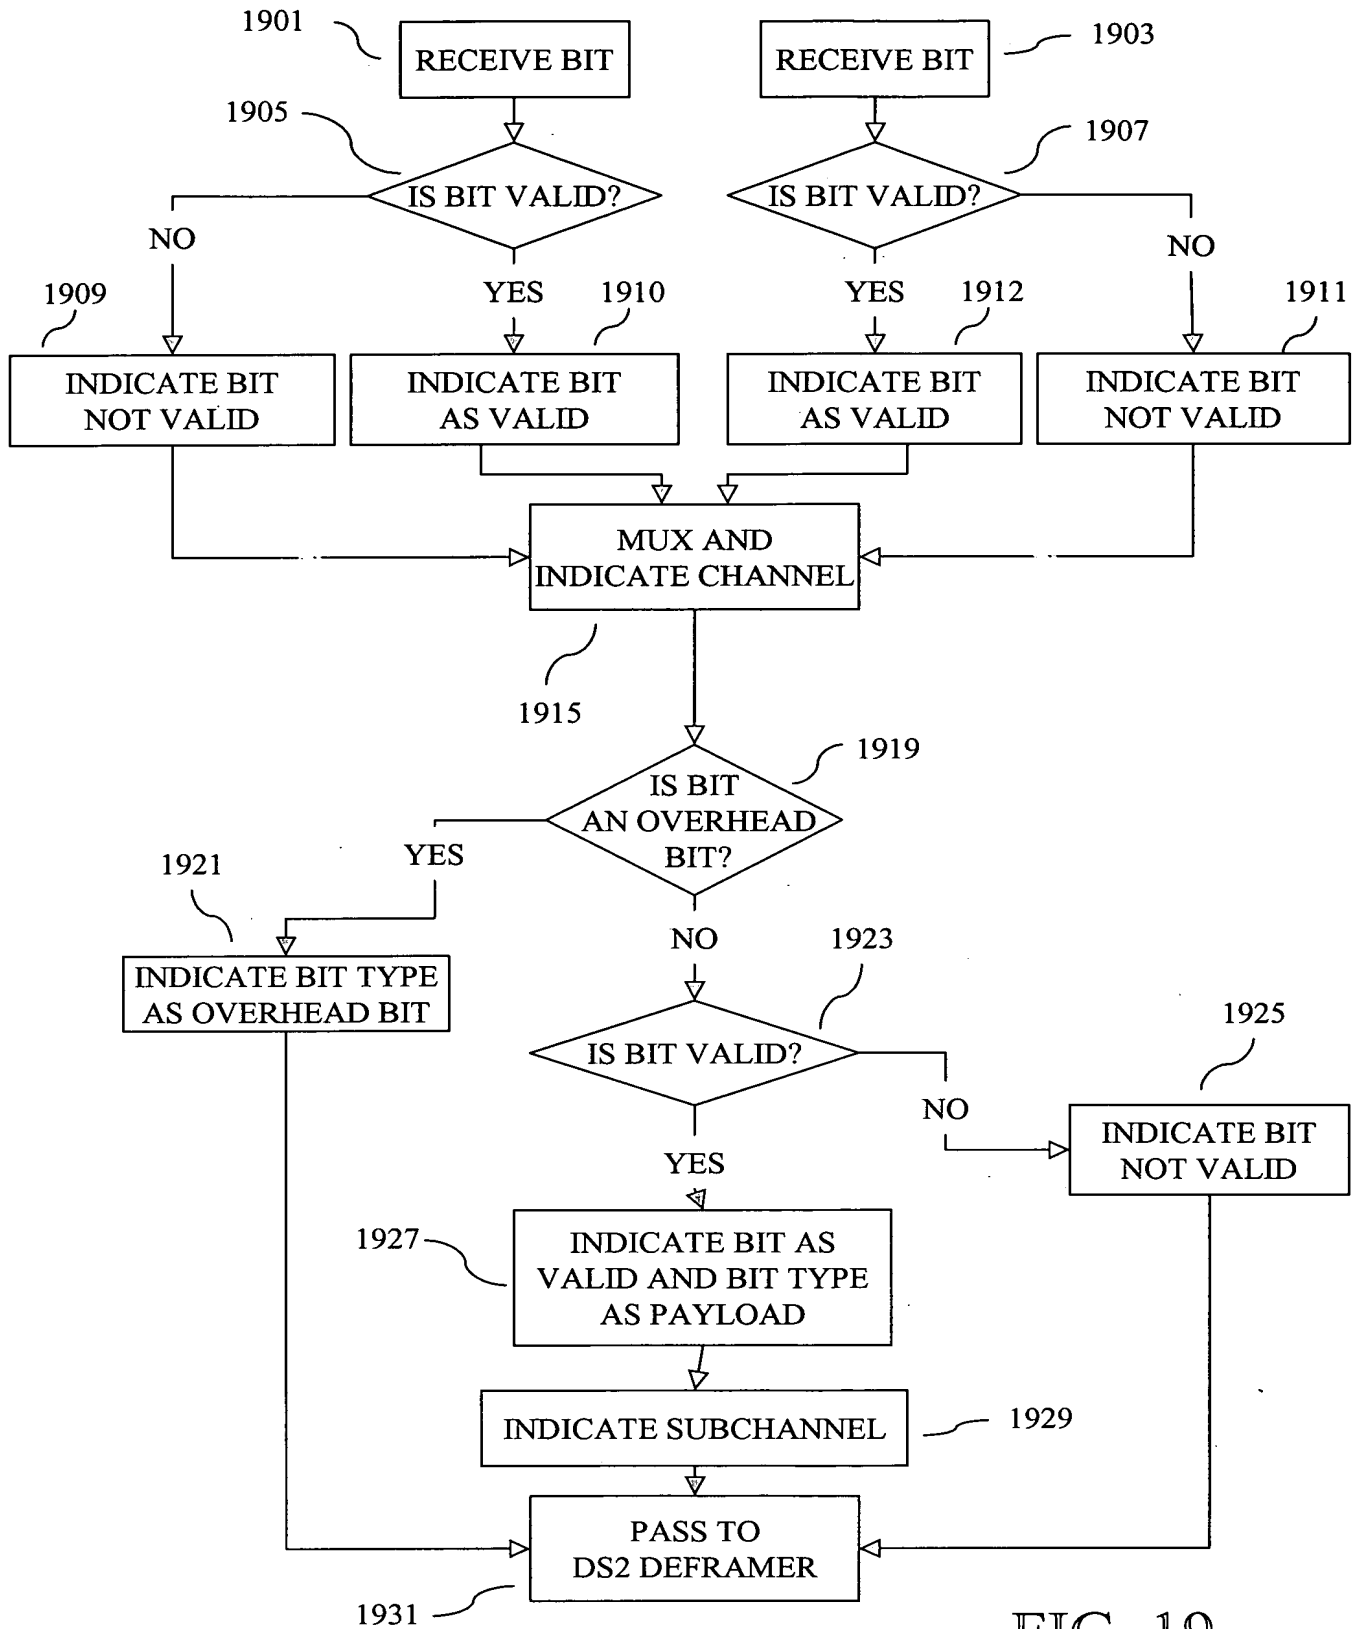 1901
RECEIVE BIT
RECEIVE BIT
1903
1905
1907
IS BIT VALID?
IS BIT VALID?
NO
NO
1909
YES
1910
YES
1912
1911
INDICATE BIT
NOT VALID
INDICATE BIT
AS VALID
INDICATE BIT
AS VALID
INDICATE BIT
NOT VALID
MUX AND
INDICATE CHANNEL
1915
1919
IS BIT
AN OVERHEAD
BIT?
YES
1921
NO
1923
INDICATE BIT TYPE
AS OVERHEAD BIT
1925
IS BIT VALID?
NO
INDICATE BIT
NOT VALID
YES
1927
INDICATE BIT AS
VALID AND BIT TYPE
AS PAYLOAD
1929
INDICATE SUBCHANNEL
PASS TO
DS2 DEFRAMER
1931
FIG. 19